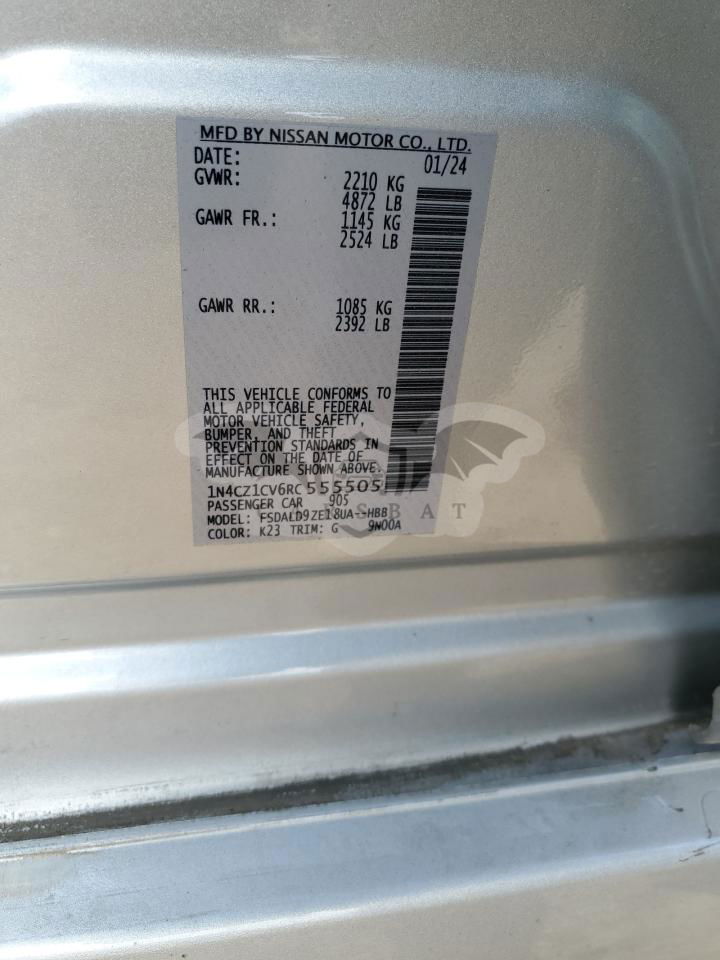 MFD BY NISSAN MOTOR CO., LTD.
DATE: 01/24
GVWR: 2210 KG
4872 LB
GAWR FR.: 1145 KG
2524 LB
GAWR RR.: 1085 KG
2392 LB
THIS VEHICLE CONFORMS TO
ALL APPLICABLE FEDERAL
MOTOR VEHICLE SAFETY,
BUMPER, AND THEFT
PREVENTION STANDARDS IN
EFFECT ON THE DATE OF
MANUFACTURE SHOWN ABOVE.
1N4CZ1CV6RC555505
PASSENGER CAR 905
MODEL: FSDALD9ZE18UA--HBB
COLOR: K23 TRIM: G 9N00A